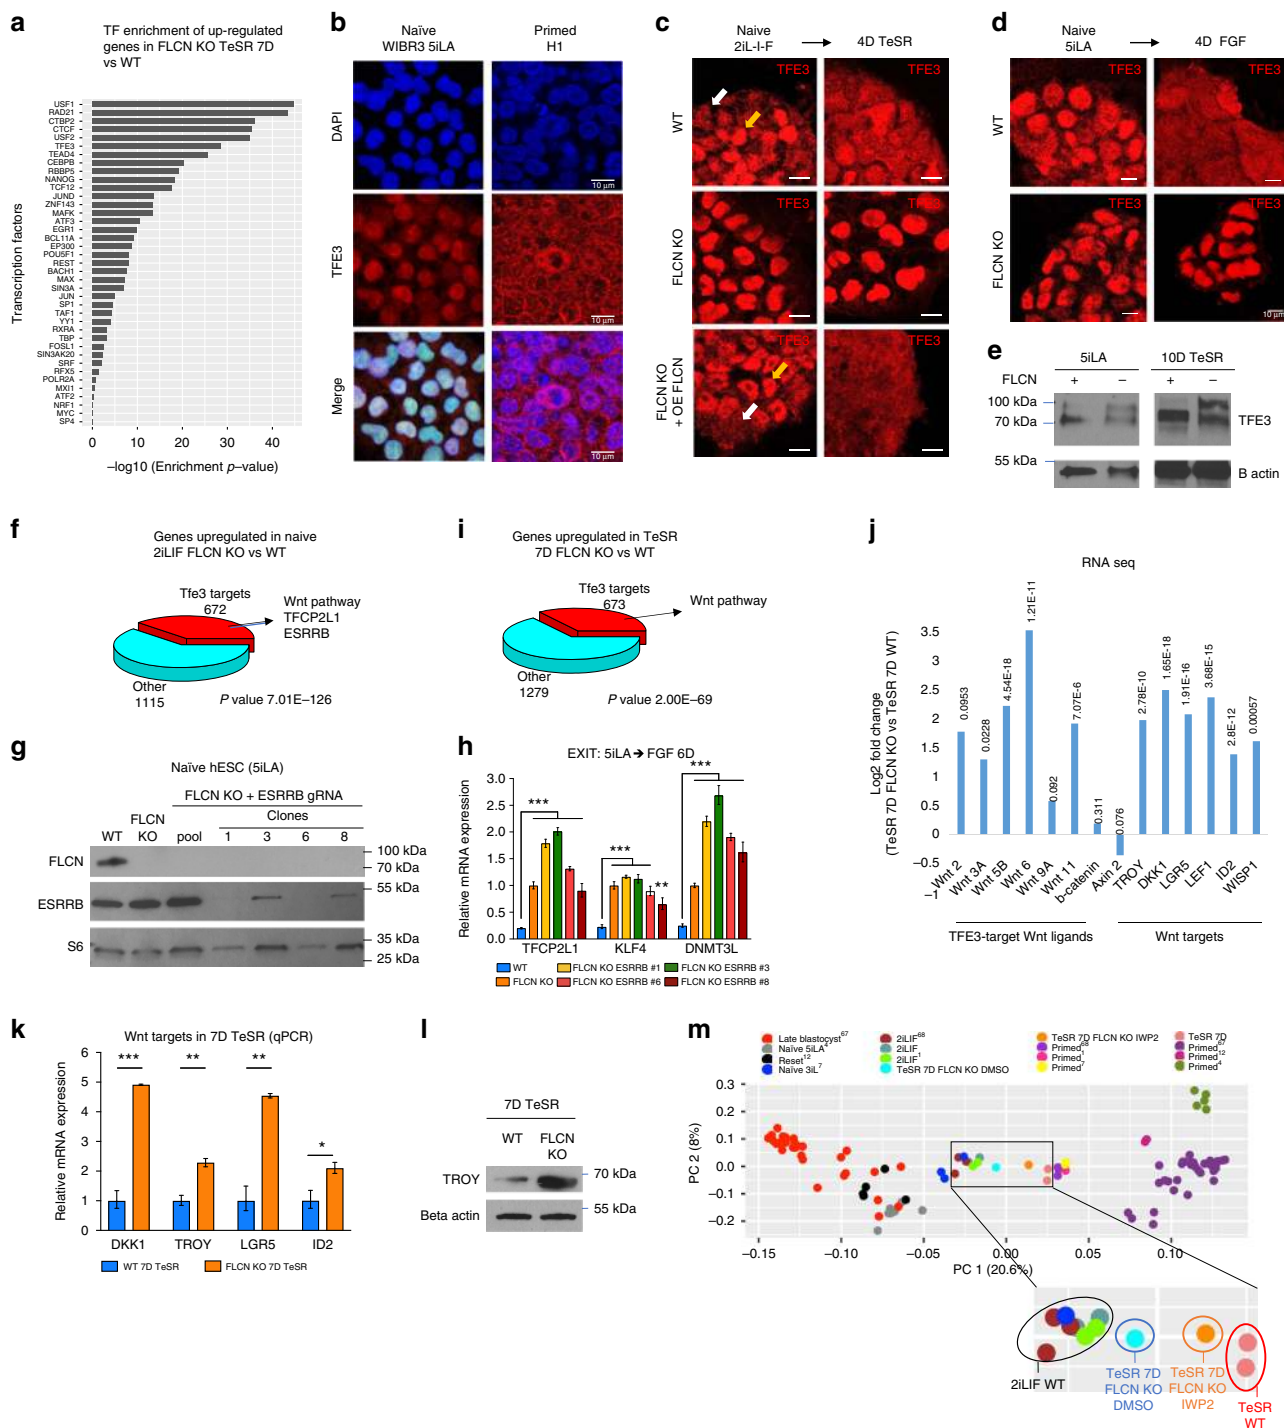 a
TF enrichment of up-regulated
genes in FLCN KO TeSR 7D
vs WT
Transcription factors
USF1
RAD21
CTBP2
CTCF
USF2
TFE3
TEAD4
CEBPB
RBBP5
NANOG
TCF12
JUND
ZNF143
MAFK
ATF3
EGR1
BCL11A
EP300
POU5F1
REST
BACH1
MAX
SIN3A
JUN
SP1
TAF1
YY1
RXRA
TBP
FOSL1
SIN3AK20
SRF
RFX5
POLR2A
MXI1
ATF2
NRF1
MYC
SP4
0 10 20 30 40
–log10 (Enrichment p–value)
b
Naïve
WIBR3 5iLA
Primed
H1
DAPI
TFE3
Merge
10 µm
10 µm
10 µm
c
Naive
2iL-I-F
4D TeSR
WT
FLCN KO
FLCN KO
+ OE FLCN
TFE3 TFE3
TFE3 TFE3
TFE3 TFE3
d
Naive
5iLA
4D FGF
WT
FLCN KO
TFE3 TFE3
TFE3 TFE3
10 µm
e
5iLA 10D TeSR
FLCN + – + –
100 kDa
70 kDa
TFE3
55 kDa
B actin
f
Genes upregulated in naive
2iLIF FLCN KO vs WT
Tfe3 targets
672
Wnt pathway
TFCP2L1
ESRRB
Other
1115
P value 7.01E–126
i
Genes upregulated in TeSR
7D FLCN KO vs WT
Tfe3 targets
673
Wnt pathway
Other
1279
P value 2.00E–69
j
RNA seq
Log2 fold change
(TeSR 7D FLCN KO vs TeSR 7D WT)
3.5
3
2.5
2
1.5
1
0.5
0
–0.5
–1
0.0953
0.0228
4.54E-18
1.21E-11
0.092
7.07E-6
0.311
0.076
2.78E-10
1.65E-18
1.91E-16
3.68E-15
2.8E-12
0.00057
Wnt 2
Wnt 3A
Wnt 5B
Wnt 6
Wnt 9A
Wnt 11
b-catenin
Axin 2
TROY
DKK1
LGR5
LEF1
ID2
WISP1
TFE3-target Wnt ligands
Wnt targets
g
Naïve hESC (5iLA)
FLCN KO + ESRRB gRNA
Clones
WT
FLCN
KO
pool 1 3 6 8
FLCN
100 kDa
70 kDa
ESRRB
55 kDa
S6
35 kDa
25 kDa
h
EXIT: 5iLA➔FGF 6D
Relative mRNA expression
3.0
2.5
2.0
1.5
1.0
0.5
0.0
***
***
**
***
TFCP2L1 KLF4 DNMT3L
WT
FLCN KO
FLCN KO ESRRB #1
FLCN KO ESRRB #6
FLCN KO ESRRB #3
FLCN KO ESRRB #8
k
Wnt targets in 7D TeSR (qPCR)
Relative mRNA expression
6
5
4
3
2
1
0
***
**
**
*
DKK1 TROY LGR5 ID2
WT 7D TeSR
FLCN KO 7D TeSR
l
7D TeSR
WT
FLCN
KO
TROY
70 kDa
Beta actin
55 kDa
m
Late blastocyst67
Naïve 5iLA4
Reset12
Naïve 3iL7
2iLIF68
2iLIF
2iLIF1
TeSR 7D FLCN KO DMSO
TeSR 7D FLCN KO IWP2
Primed68
Primed1
Primed7
TeSR 7D
Primed67
Primed12
Primed4
PC 2 (8%)
0.3
0.2
0.1
0.0
–0.1
–0.2
–0.15 –0.10 –0.05 0.00 0.05 0.10
PC 1 (20.6%)
2iLIF WT
TeSR 7D
FLCN KO
DMSO
TeSR 7D
FLCN KO
IWP2
TeSR
WT